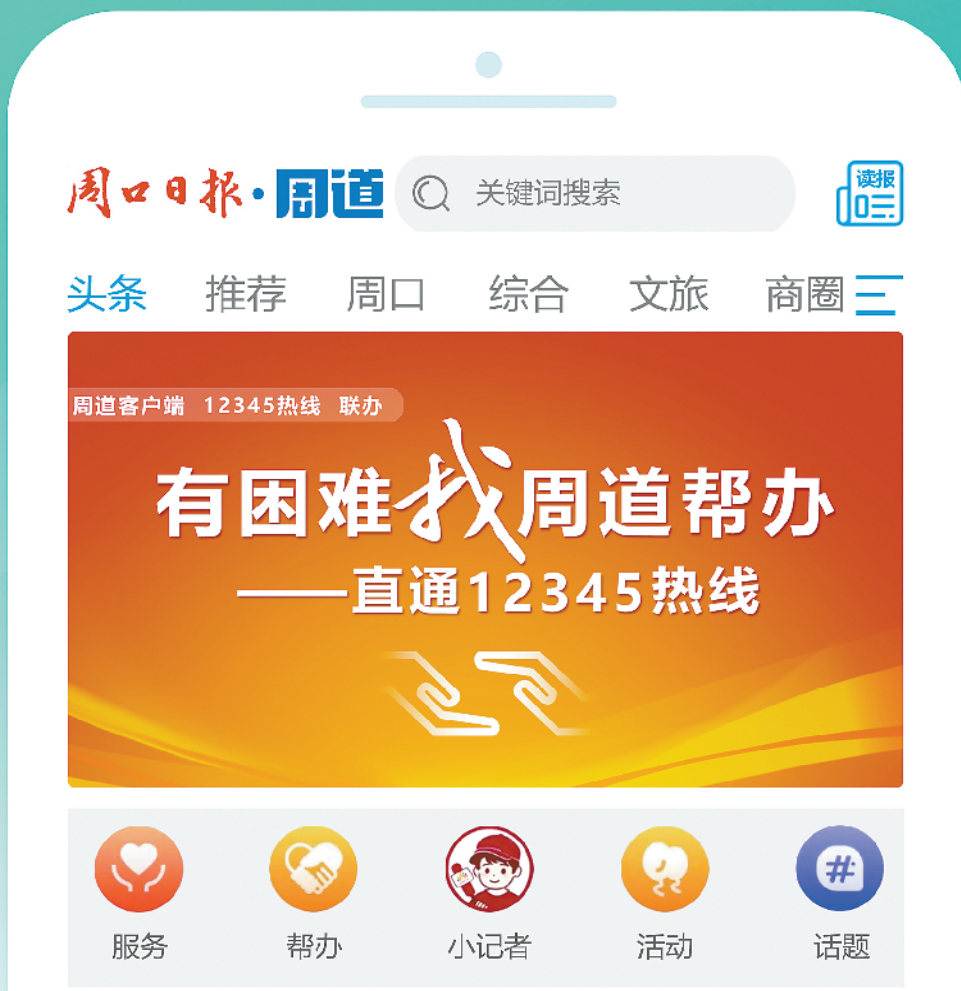 周口日报·周道
关键词搜索
读报
头条 推荐 周口 综合 文旅 商圈
周道客户端 12345热线 联办
有困难我周道帮办
——直通12345热线
服务 帮办 小记者 活动 话题